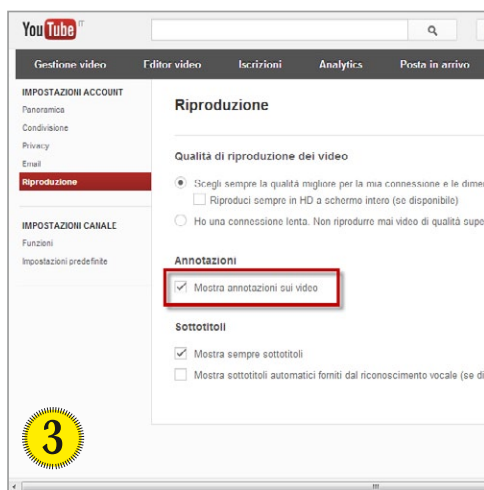 YouTube IT
Gestione video Editor video Iscrizioni Analytics Posta in arrivo
IMPOSTAZIONI ACCOUNT
Panoramica
Condivisione
Privacy
Email
Riproduzione
IMPOSTAZIONI CANALE
Funzioni
Impostazioni predefinite
Riproduzione
Qualità di riproduzione dei video
Scegli sempre la qualità migliore per la mia connessione e le dime
Riproduci sempre in HD a schermo intero (se disponibile)
Ho una connessione lenta. Non riprodurre mai video di qualità supe
Annotazioni
Mostra annotazioni sui video
Sottotitoli
Mostra sempre sottotitoli
Mostra sottotitoli automatici forniti dal riconoscimento vocale (se di
3